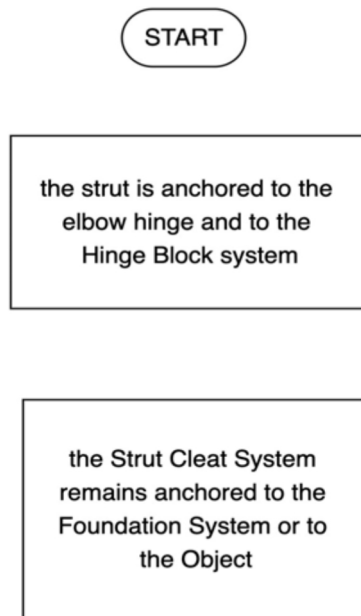 START
the strut is anchored to the
elbow hinge and to the
Hinge Block system
the Strut Cleat System
remains anchored to the
Foundation System or to
the Object